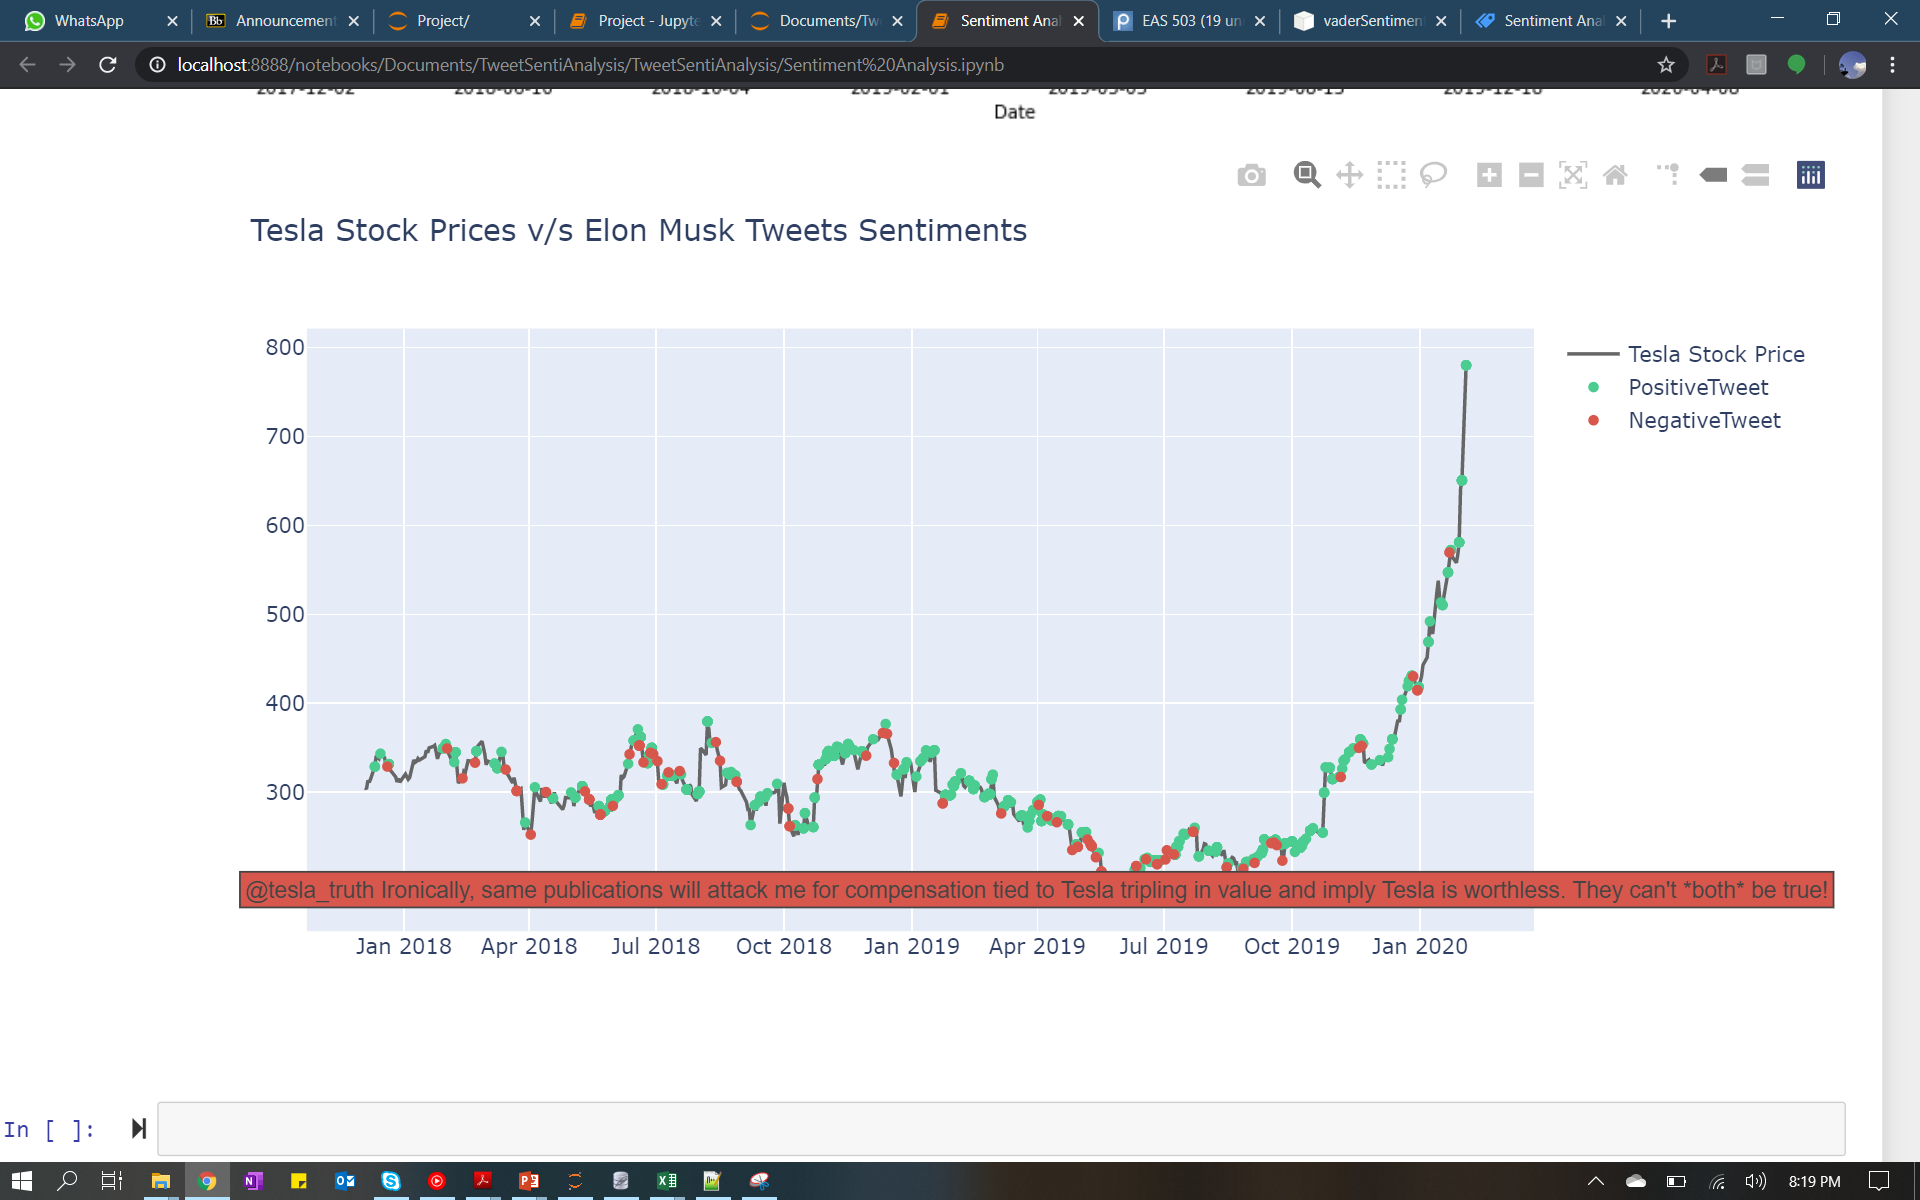 WhatsApp
Announcement
Project/
Project - Jupyte
Documents/Tw
Sentiment Anal
EAS 503 (19 un
vaderSentimen
Sentiment Anal
localhost:8888/notebooks/Documents/TweetSentiAnalysis/TweetSentiAnalysis/Sentiment%20Analysis.ipynb
Date
Tesla Stock Prices v/s Elon Musk Tweets Sentiments
800
700
600
500
400
300
Tesla Stock Price
PositiveTweet
NegativeTweet
@tesla_truth Ironically, same publications will attack me for compensation tied to Tesla tripling in value and imply Tesla is worthless. They can't *both* be true!
Jan 2018 Apr 2018 Jul 2018 Oct 2018 Jan 2019 Apr 2019 Jul 2019 Oct 2019 Jan 2020
In [ ]:
8:19 PM